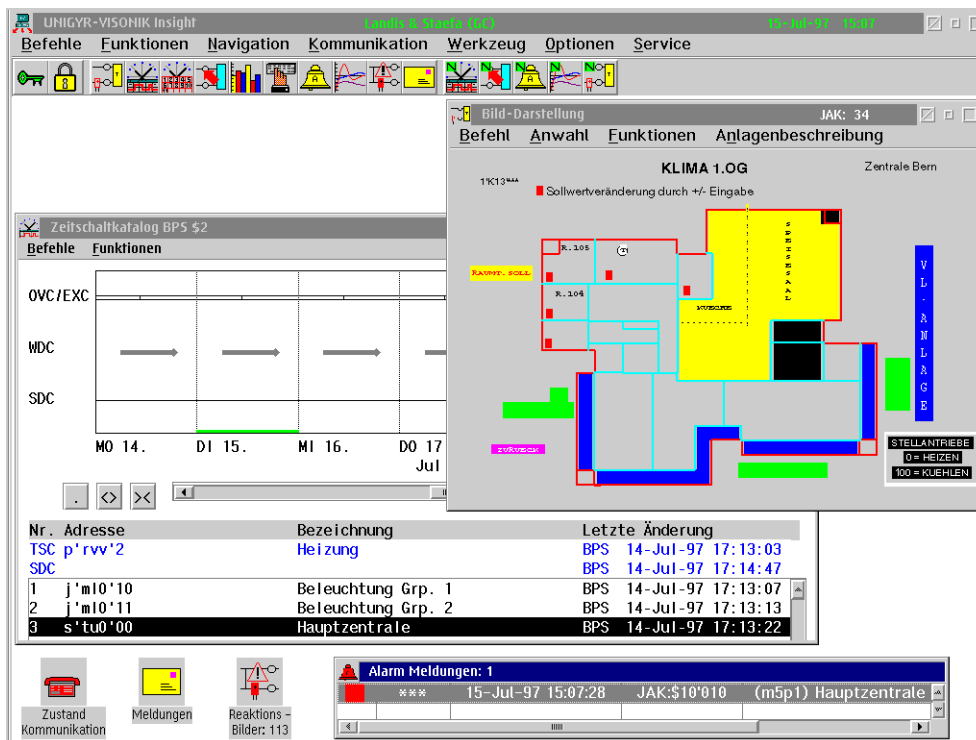 UNIGYR-VISONIK Insight Landis & Staefa (GC) 15-Jul-97 15:07
Befehle Funktionen Navigation Kommunikation Werkzeug Optionen Service
Bild-Darstellung JAK: 34
Befehl Anwahl Funktionen Anlagenbeschreibung
KLIMA 1.OG Zentrale Bern
1'K13'
Sollwertveränderung durch +/- Eingabe
R.105
RAUMT.SOLL
R.104
KUECHE
SPEISESAAL
VL-ANLAGE
ZURUECK
STELLANTRIEBE
0 = HEIZEN
100 = KUEHLEN
Zeitschaltkatalog BPS $2
Befehle Funktionen
OVC/EXC
WDC
SDC
MO 14. DI 15. MI 16. DO 17
Jul
. <> ><
Nr. Adresse Bezeichnung Letzte Änderung
TSC p'rvv'2 Heizung BPS 14-Jul-97 17:13:03
SDC BPS 14-Jul-97 17:14:47
1 j'ml0'10 Beleuchtung Grp. 1 BPS 14-Jul-97 17:13:07
2 j'ml0'11 Beleuchtung Grp. 2 BPS 14-Jul-97 17:13:13
3 s'tu0'00 Hauptzentrale BPS 14-Jul-97 17:13:22
Zustand
Kommunikation
Meldungen
Reaktions -
Bilder: 113
Alarm Meldungen: 1
*** 15-Jul-97 15:07:28 JAK:$10'010 (m5p1) Hauptzentrale